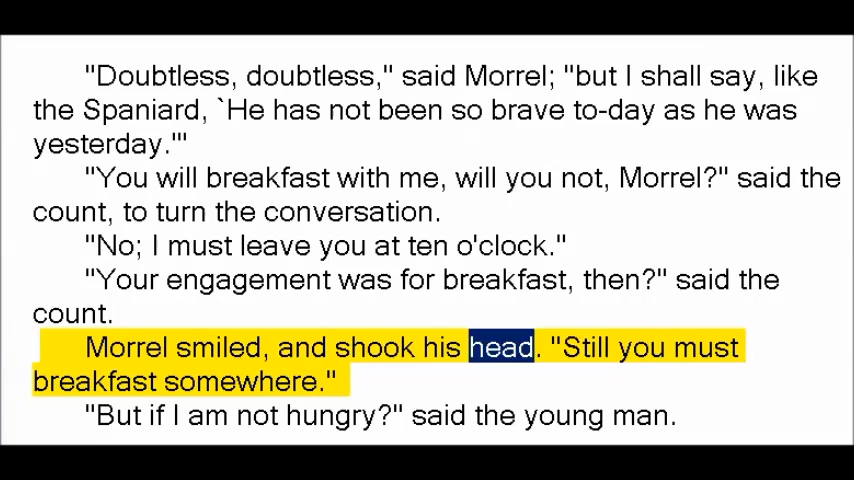 "Doubtless, doubtless," said Morrel; "but I shall say, like
the Spaniard, `He has not been so brave to-day as he was
yesterday.'"
"You will breakfast with me, will you not, Morrel?" said the
count, to turn the conversation.
"No; I must leave you at ten o'clock."
"Your engagement was for breakfast, then?" said the
count.
Morrel smiled, and shook his head. "Still you must
breakfast somewhere."
"But if I am not hungry?" said the young man.